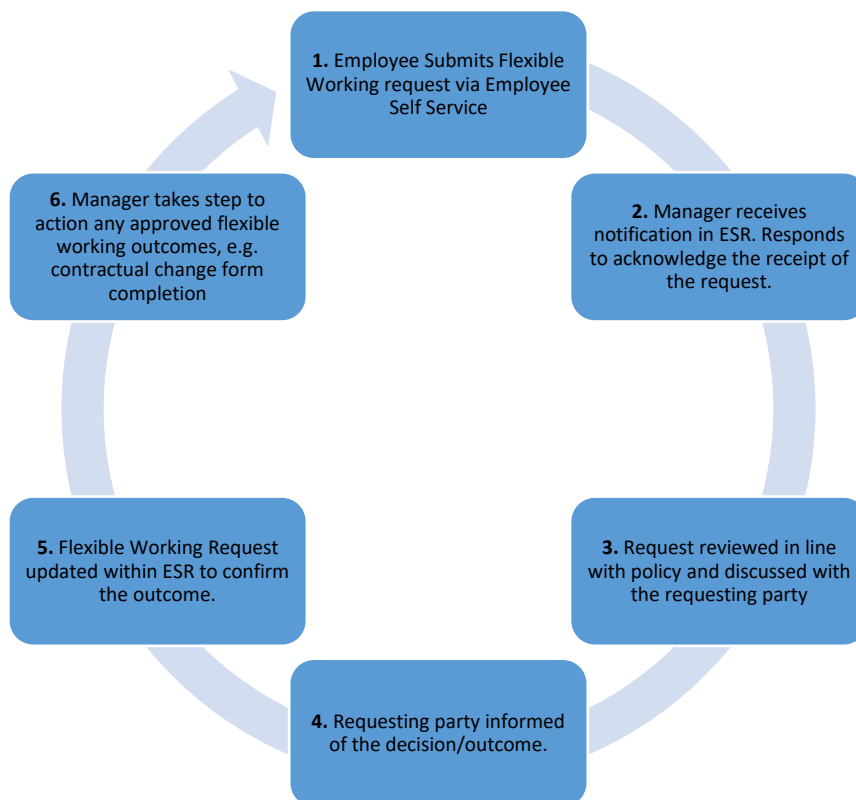 1. Employee Submits Flexible
Working request via Employee
Self Service
2. Manager receives
notification in ESR. Responds
to acknowledge the receipt of
the request.
3. Request reviewed in line
with policy and discussed with
the requesting party
4. Requesting party informed
of the decision/outcome.
5. Flexible Working Request
updated within ESR to confirm
the outcome.
6. Manager takes step to
action any approved flexible
working outcomes, e.g.
contractual change form
completion